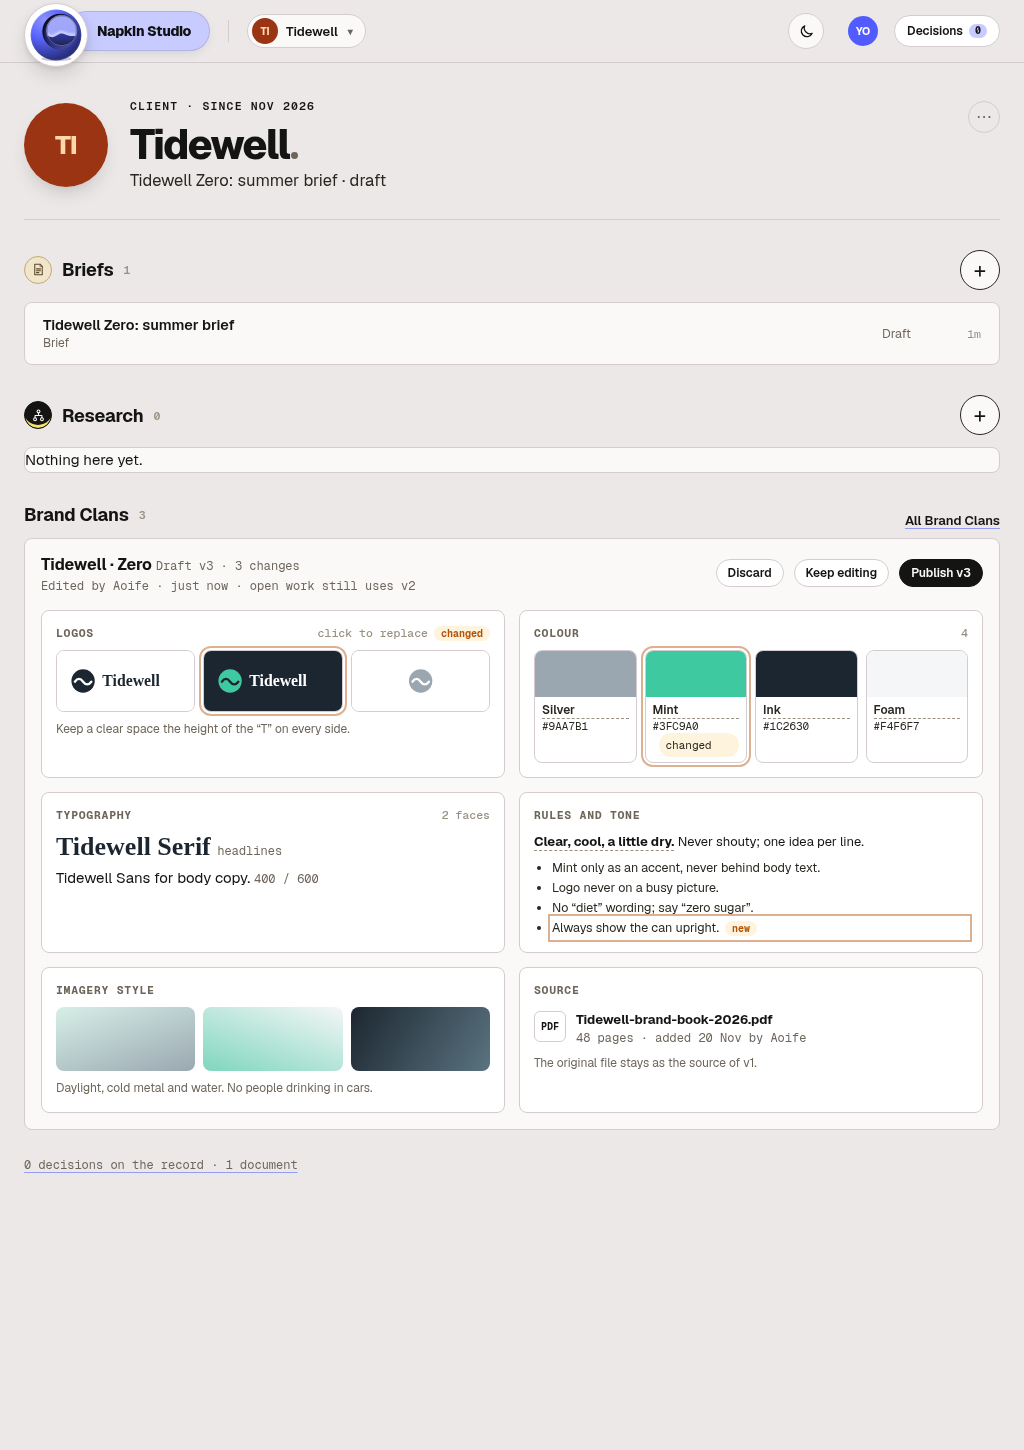 Napkin Studio
TI
Tidewell ▾
YO
Decisions 0
TI
CLIENT · SINCE NOV 2026
Tidewell.
Tidewell Zero: summer brief · draft
···
Briefs 1
+
Tidewell Zero: summer brief
Brief
Draft
1m
Research 0
+
Nothing here yet.
Brand Clans 3
All Brand Clans
Tidewell · Zero Draft v3 · 3 changes
Edited by Aoife · just now · open work still uses v2
Discard
Keep editing
Publish v3
LOGOS
click to replace changed
Tidewell
Tidewell
Keep a clear space the height of the “T” on every side.
COLOUR
4
Silver
#9AA7B1
Mint
#3FC9A0
changed
Ink
#1C2630
Foam
#F4F6F7
TYPOGRAPHY
2 faces
Tidewell Serif headlines
Tidewell Sans for body copy. 400 / 600
RULES AND TONE
Clear, cool, a little dry. Never shouty; one idea per line.
• Mint only as an accent, never behind body text.
• Logo never on a busy picture.
• No “diet” wording; say “zero sugar”.
• Always show the can upright. new
IMAGERY STYLE
Daylight, cold metal and water. No people drinking in cars.
SOURCE
PDF
Tidewell-brand-book-2026.pdf
48 pages · added 20 Nov by Aoife
The original file stays as the source of v1.
0 decisions on the record · 1 document